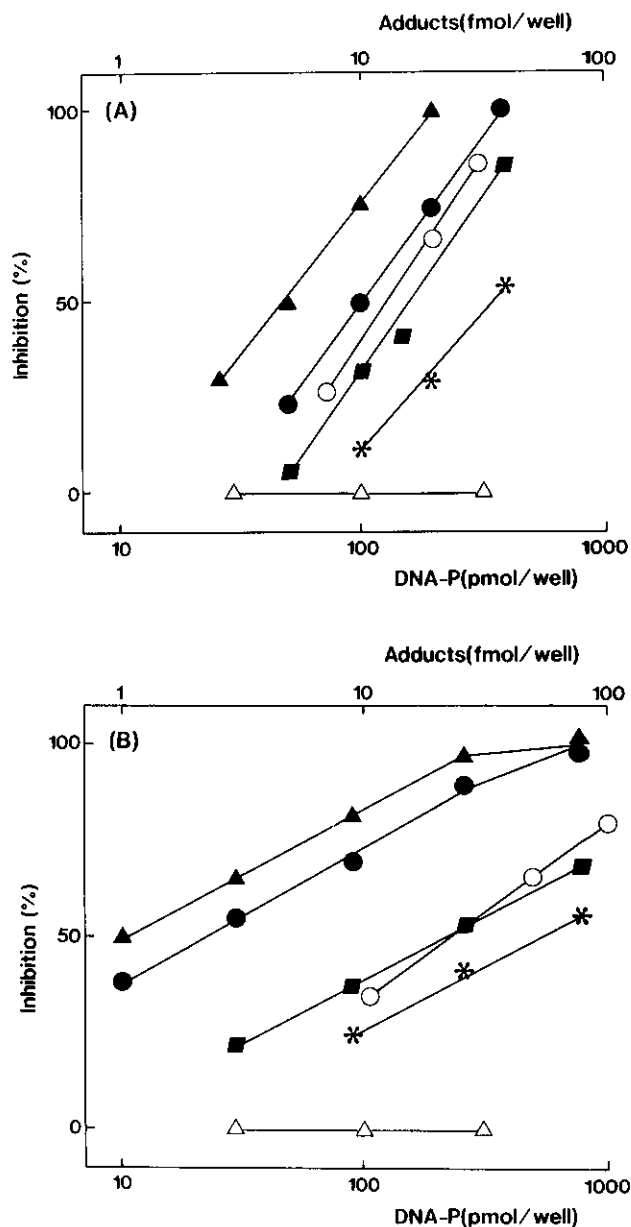 Adducts(fmol/well)
1 10 100
(A)
100
50
0
Inhibition (%)
10 100 1000
DNA-P(pmol/well)
Adducts(fmol/well)
1 10 100
(B)
100
50
0
Inhibition (%)
10 100 1000
DNA-P(pmol/well)